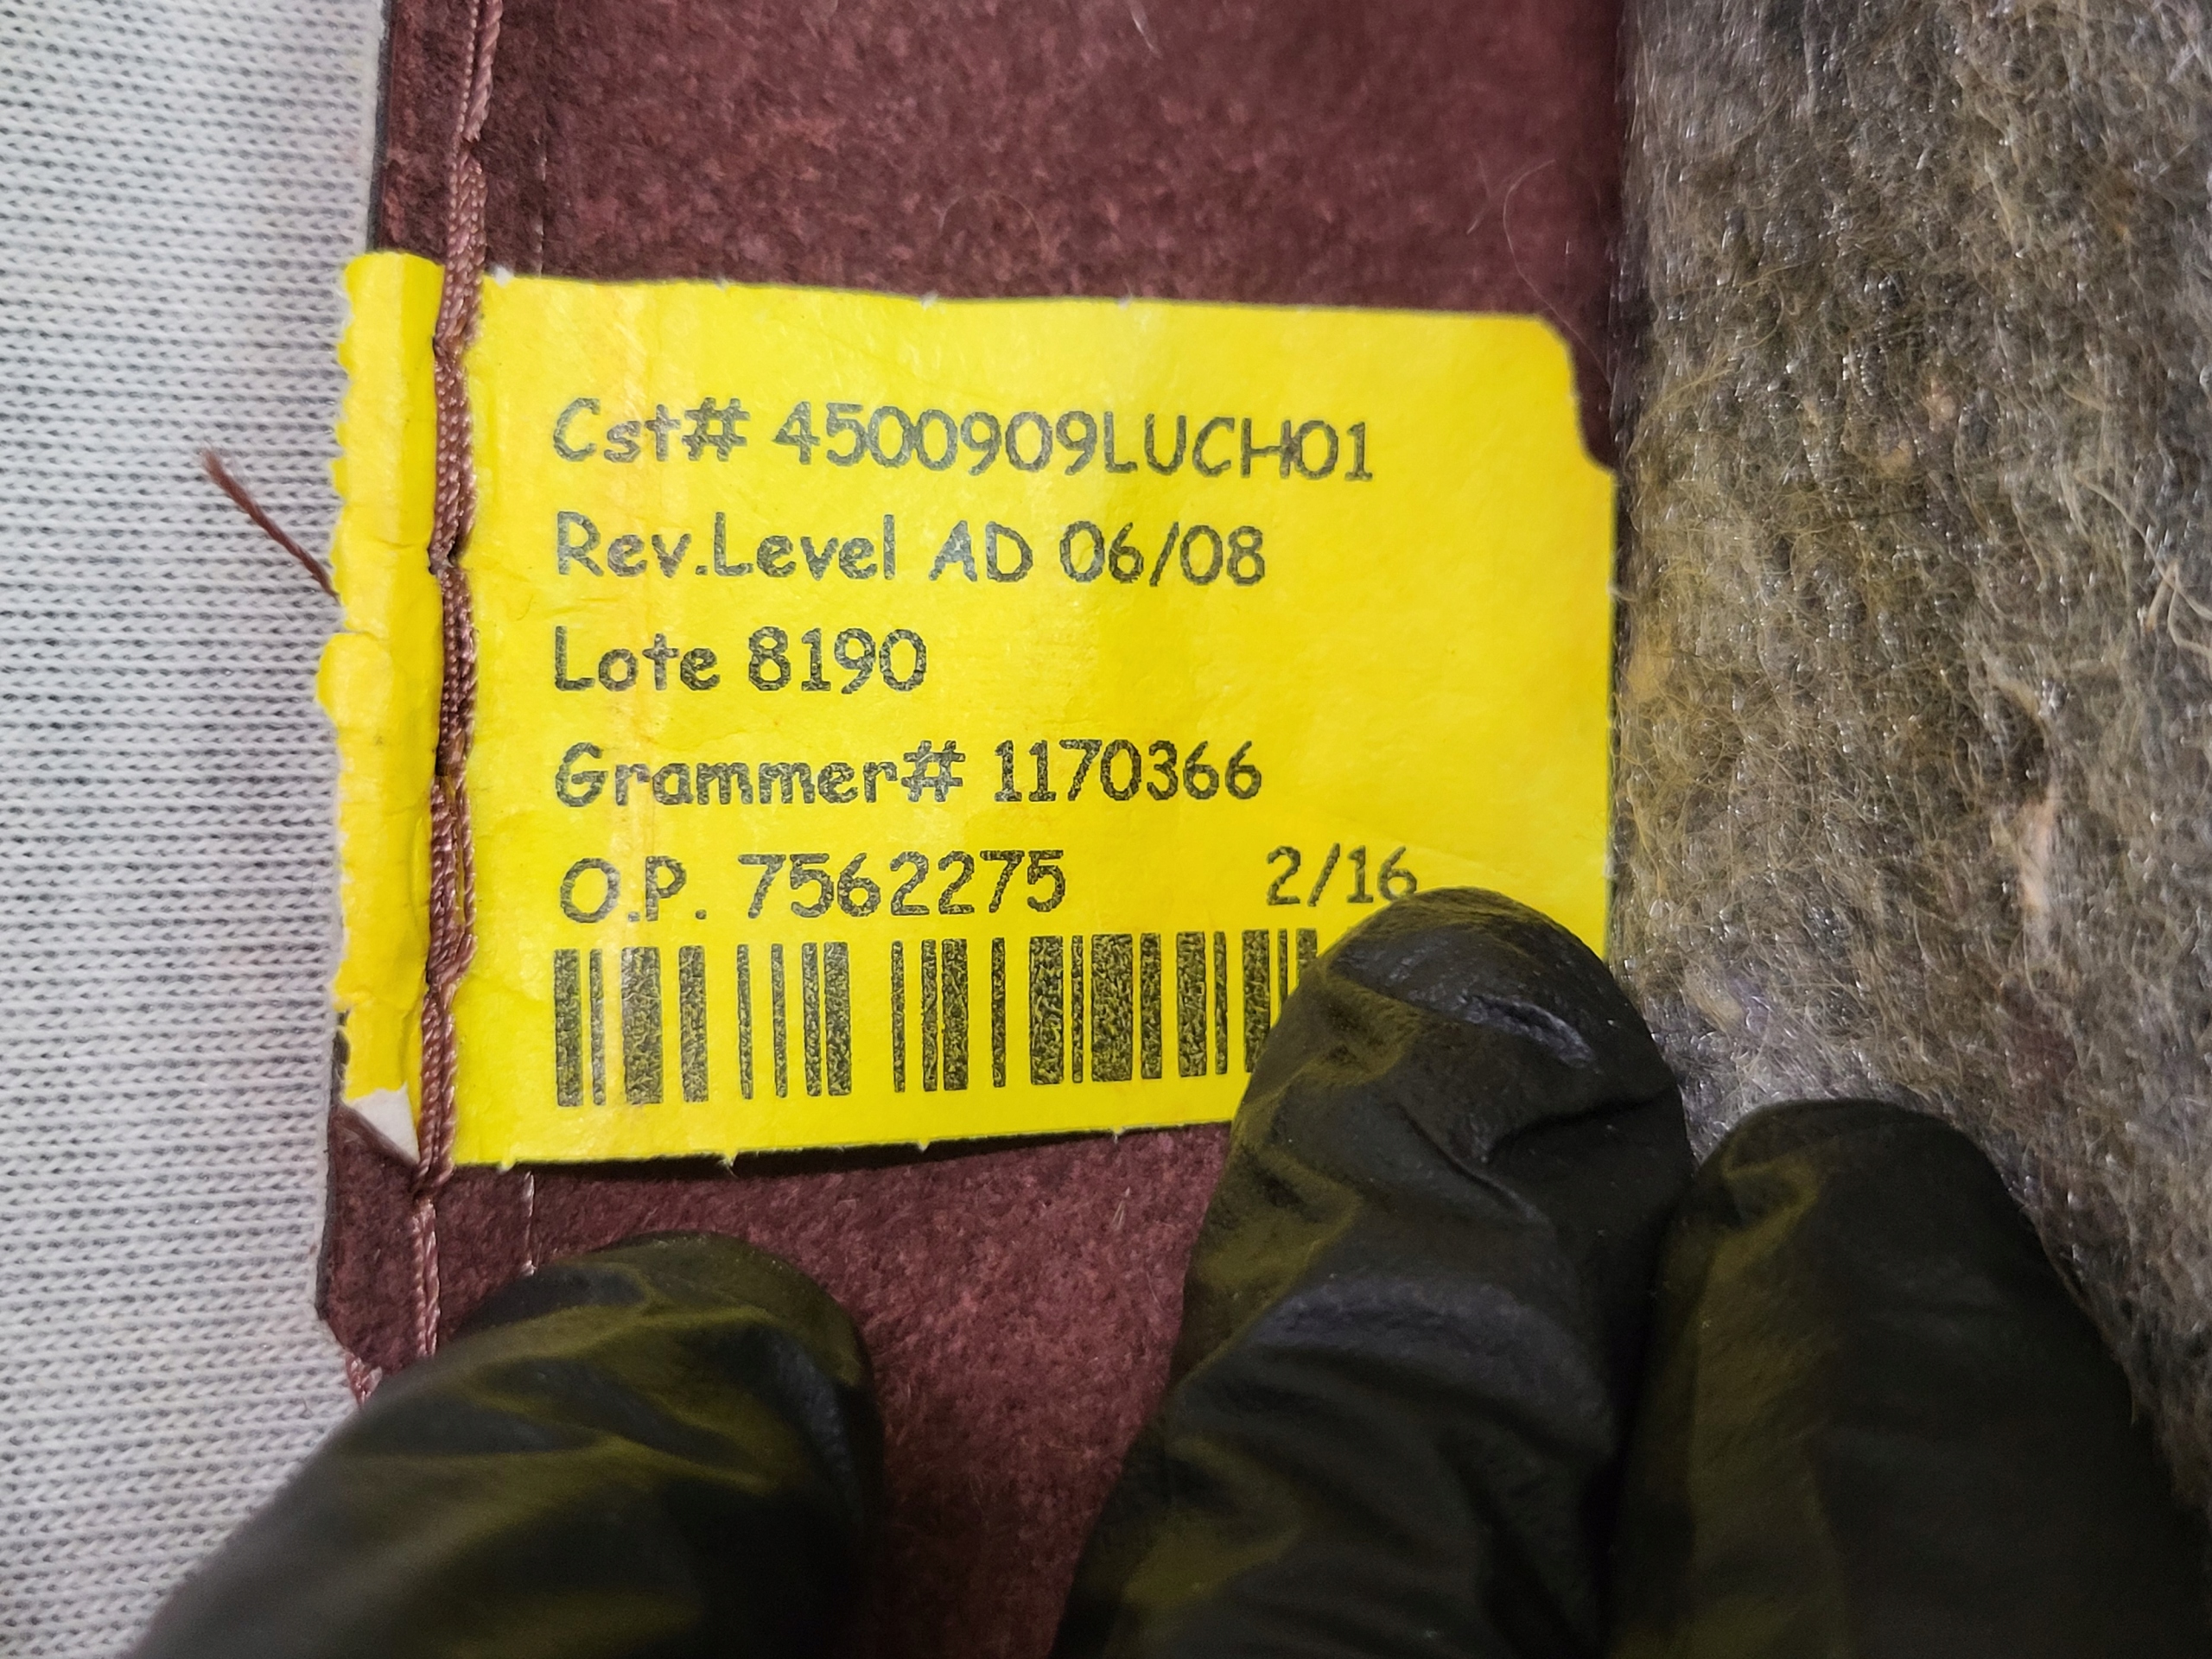 Cst# 4500909LUCH01
Rev.Level AD 06/08
Lote 8190
Grammer# 1170366
O.P. 7562275 2/16